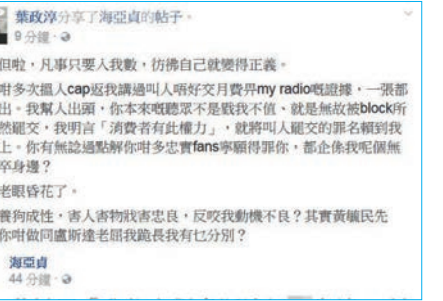 葉政淳分享了海亞貞的帖子。
9 分鐘 ·
但啦,凡事只要人我數,彷彿自己就變得正義。
咁多次搵人cap返我講過叫人唔好交月費畀my radio嘅證據,一張都
出。我幫人出頭,你本來嘅聽眾不是戥我不值、就是無故被block所
然罷交,我明言「消費者有此權力」,就將叫人罷交的罪名賴到我
上。你有無諗過點解你咁多忠實fans寧願得罪你,都企係我呢個無
卒身邊?
老眼昏花了。
養狗成性,害人害物戕害忠良,反咬我動機不良?其實黃毓民先
你咁做同盧斯達老屈我跪長我有乜分別?
海亞貞
44 分鐘 ·